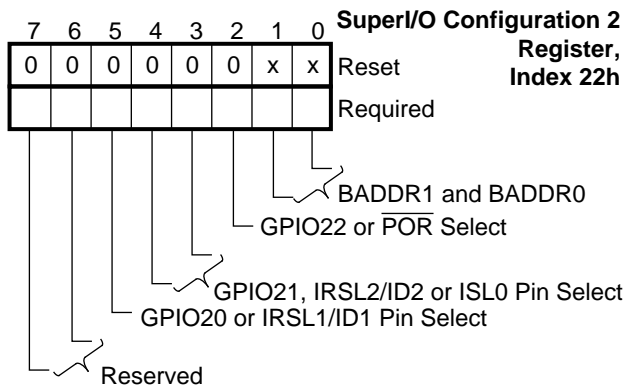 SuperI/O Configuration 2
Register,
Index 22h
7 6 5 4 3 2 1 0
0 0 0 0 0 0 x x Reset
Required
BADDR1 and BADDR0
GPIO22 or POR Select
GPIO21, IRSL2/ID2 or ISL0 Pin Select
GPIO20 or IRSL1/ID1 Pin Select
Reserved